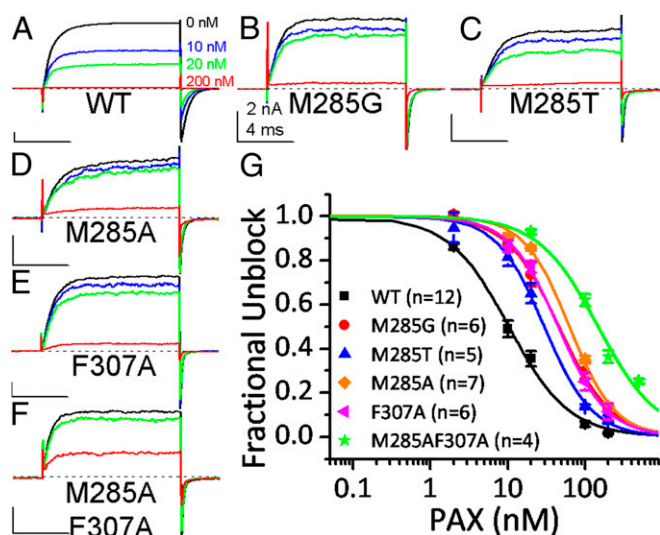 A
0 nM
10 nM
20 nM
200 nM
WT
B
M285G
2 nA
4 ms
C
M285T
D
M285A
E
F307A
F
M285A
F307A
G
Fractional Unblock
1.0
0.8
0.6
0.4
0.2
0.0
WT (n=12)
M285G (n=6)
M285T (n=5)
M285A (n=7)
F307A (n=6)
M285AF307A (n=4)
0.1
1
10
100
PAX (nM)